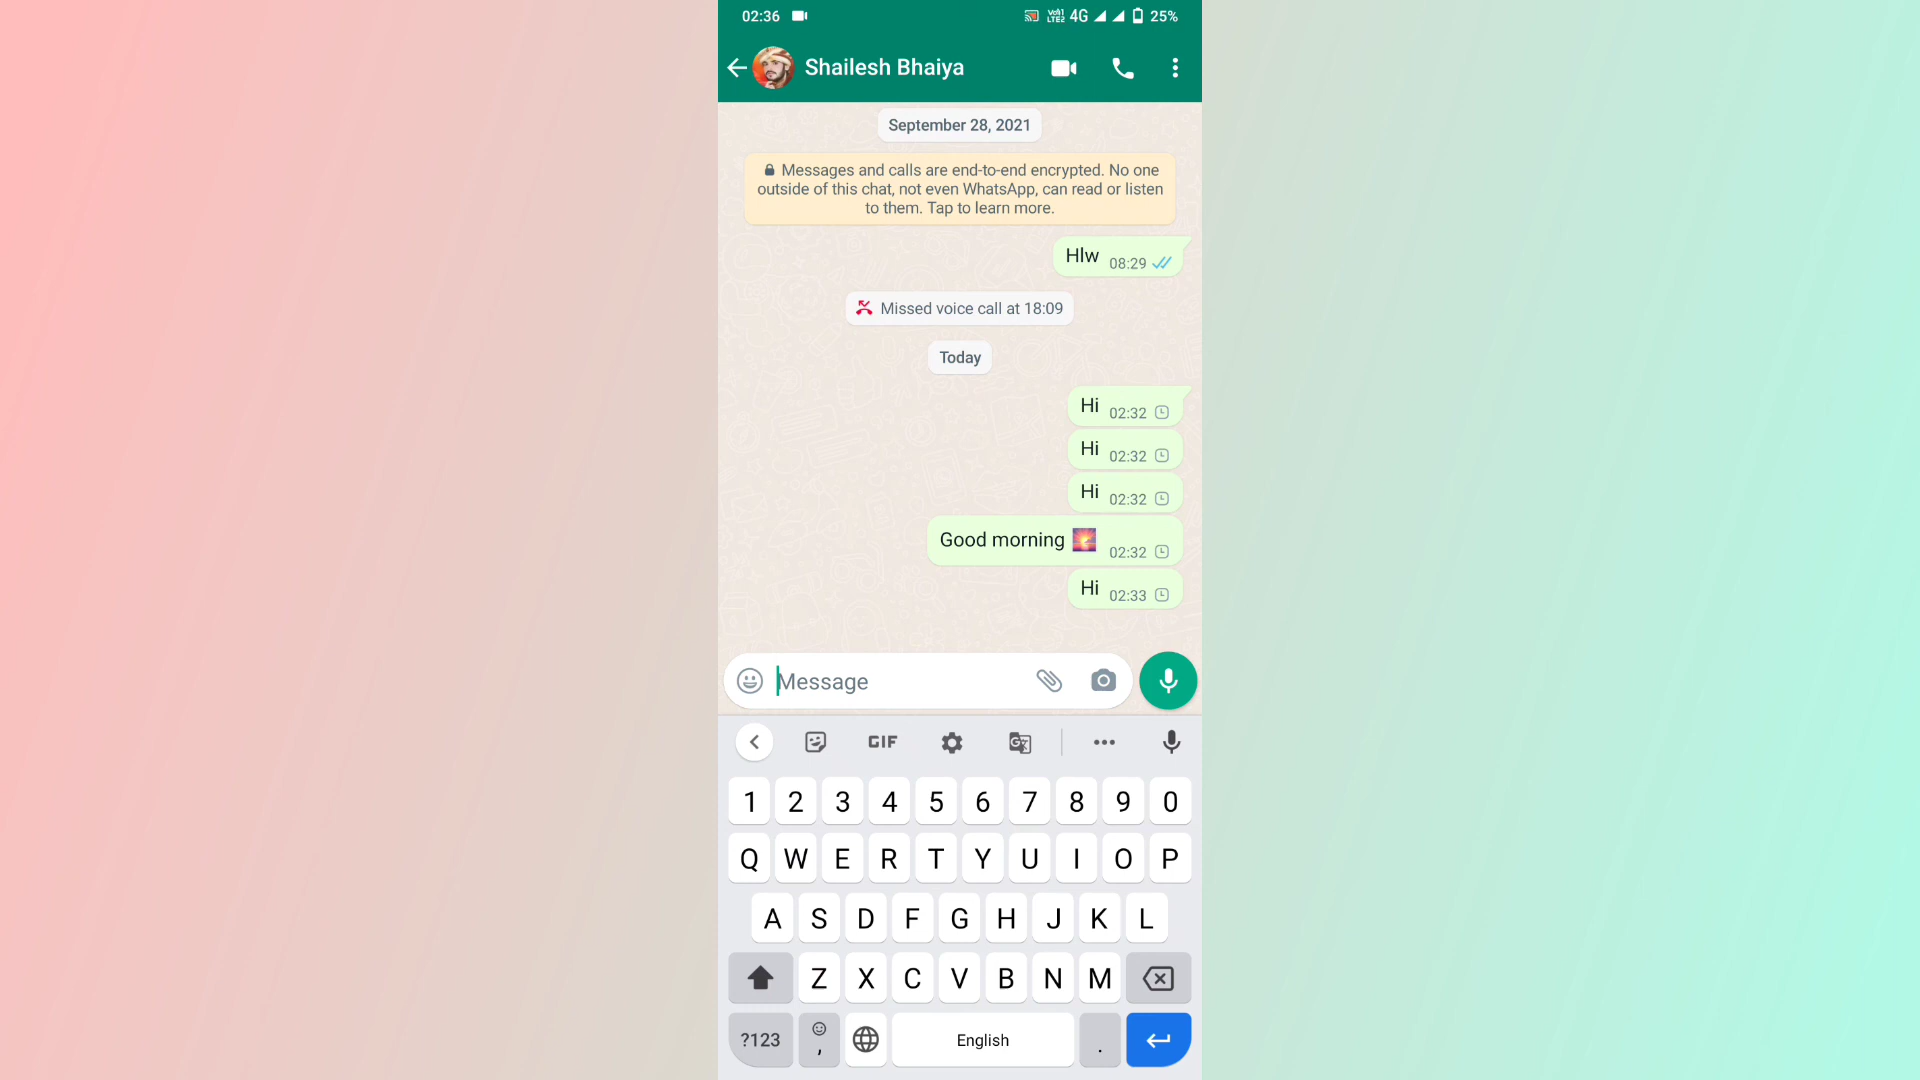 02:36
Vo1) LTE2 4G 25%
Shailesh Bhaiya
September 28, 2021
Messages and calls are end-to-end encrypted. No one
outside of this chat, not even WhatsApp, can read or listen
to them. Tap to learn more.
Hlw 08:29
Missed voice call at 18:09
Today
Hi 02:32
Hi 02:32
Hi 02:32
Good morning 🌅 02:32
Hi 02:33
Message
GIF
1 2 3 4 5 6 7 8 9 0
Q W E R T Y U I O P
A S D F G H J K L
Z X C V B N M
?123 , English .